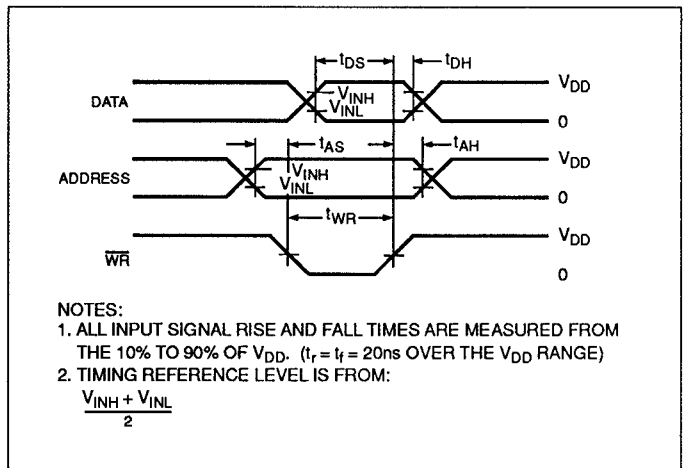 tDS tDH
VDD
DATA
VINH
VINL
0
tAS tAH
VDD
ADDRESS
VINH
VINL
0
tWR
VDD
WR
0
NOTES:
1. ALL INPUT SIGNAL RISE AND FALL TIMES ARE MEASURED FROM
THE 10% TO 90% OF VDD. (tr = tf = 20ns OVER THE VDD RANGE)
2. TIMING REFERENCE LEVEL IS FROM:
VINH + VINL
2